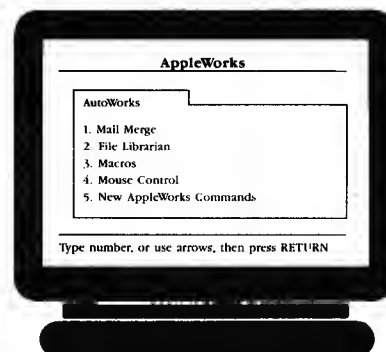 AppleWorks
AutoWorks
1. Mail Merge
2. File Librarian
3. Macros
4. Mouse Control
5. New AppleWorks Commands
Type number, or use arrows, then press RETURN